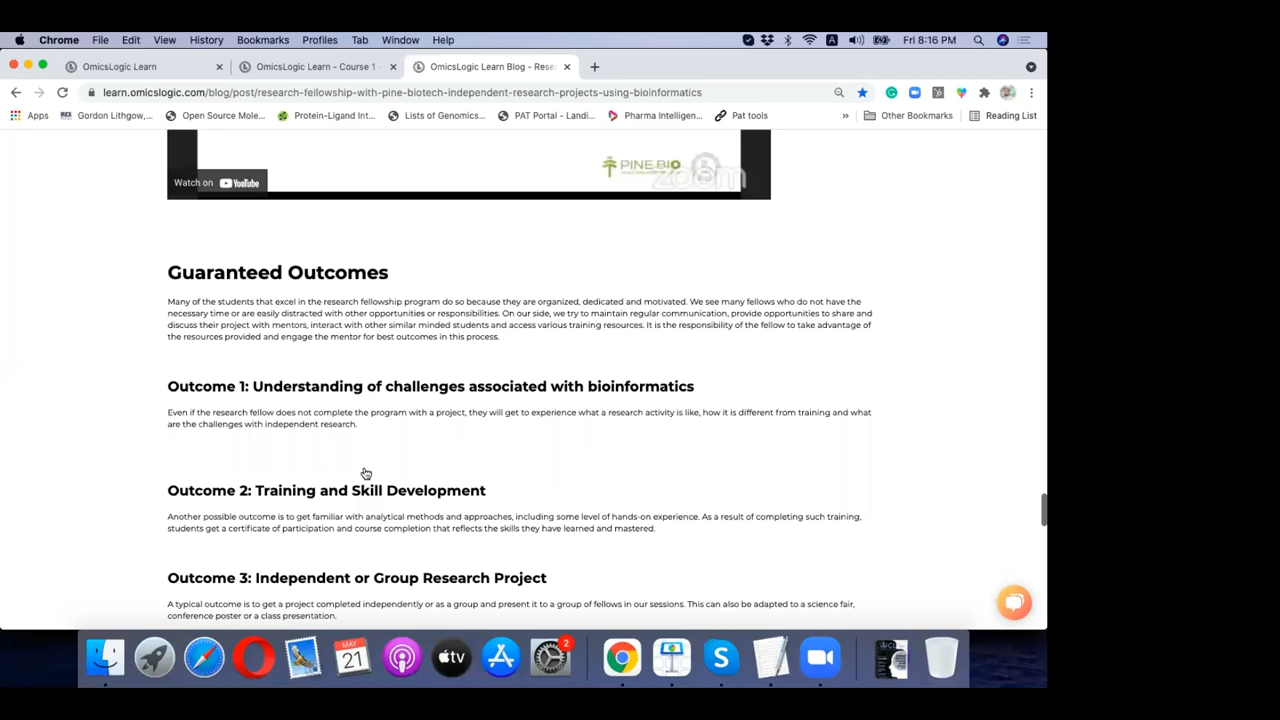 Chrome File Edit View History Bookmarks Profiles Tab Window Help
A
Fri 8:16 PM
OmicsLogic Learn
OmicsLogic Learn - Course 1 -
OmicsLogic Learn Blog - Rese
learn.omicslogic.com/blog/post/research-fellowship-with-pine-biotech-independent-research-projects-using-bioinformatics
Apps Gordon Lithgow,... Open Source Mole... Protein-Ligand Int... Lists of Genomics... PAT Portal - Landi... Pharma Intelligen... Pat tools » Other Bookmarks Reading List
PINE BIO
zoom
Watch on YouTube
Guaranteed Outcomes
Many of the students that excel in the research fellowship program do so because they are organized, dedicated and motivated. We see many fellows who do not have the
necessary time or are easily distracted with other opportunities or responsibilities. On our side, we try to maintain regular communication, provide opportunities to share and
discuss their project with mentors, interact with other similar minded students and access various training resources. It is the responsibility of the fellow to take advantage of
the resources provided and engage the mentor for best outcomes in this process.
Outcome 1: Understanding of challenges associated with bioinformatics
Even if the research fellow does not complete the program with a project, they will get to experience what a research activity is like, how it is different from training and what
are the challenges with independent research.
Outcome 2: Training and Skill Development
Another possible outcome is to get familiar with analytical methods and approaches, including some level of hands-on experience. As a result of completing such training,
students get a certificate of participation and course completion that reflects the skills they have learned and mastered.
Outcome 3: Independent or Group Research Project
A typical outcome is to get a project completed independently or as a group and present it to a group of fellows in our sessions. This can also be adapted to a science fair,
conference poster or a class presentation.
MAY
21
tv
2
S